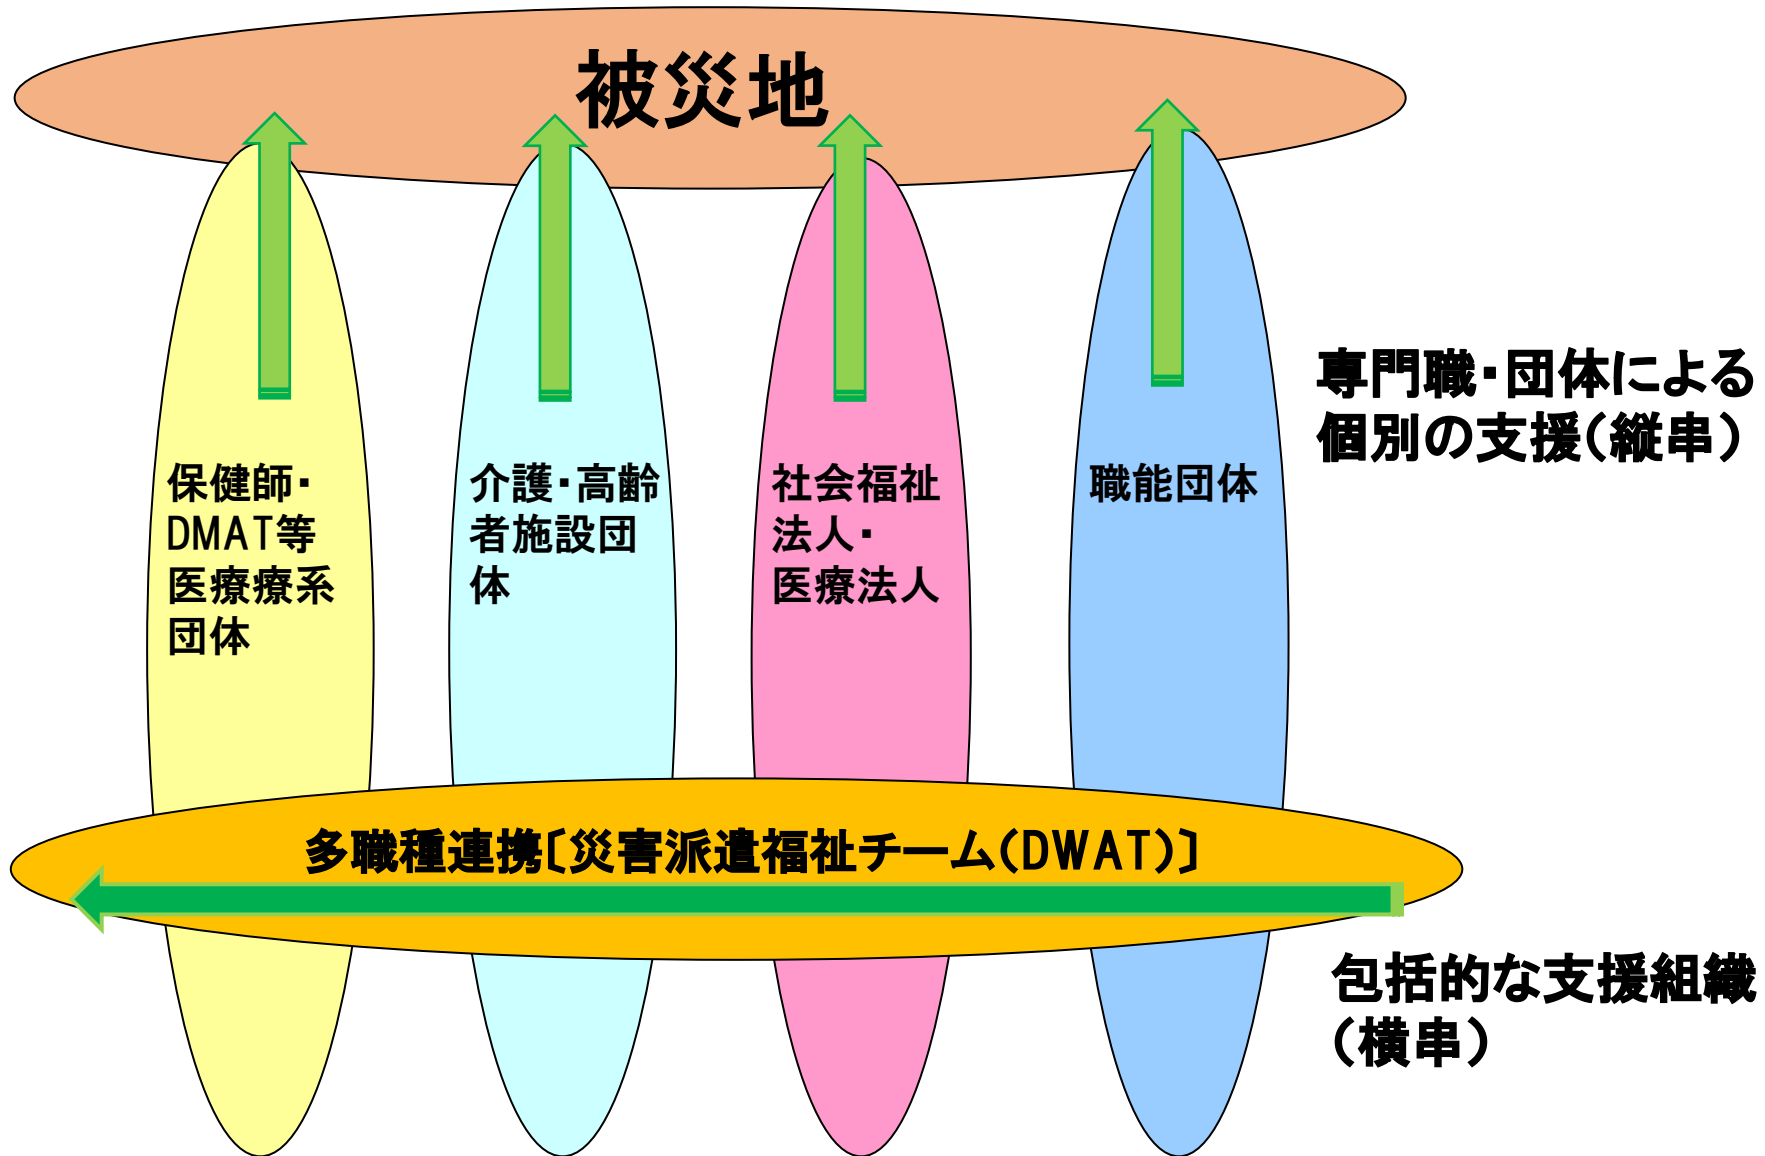 被災地
専門職・団体による
個別の支援(縦串)
保健師・
DMAT等
医療療系
団体
介護・高齢
者施設団
体
社会福祉
法人・
医療法人
職能団体
多職種連携〔災害派遣福祉チーム(DWAT)〕
包括的な支援組織
(横串)